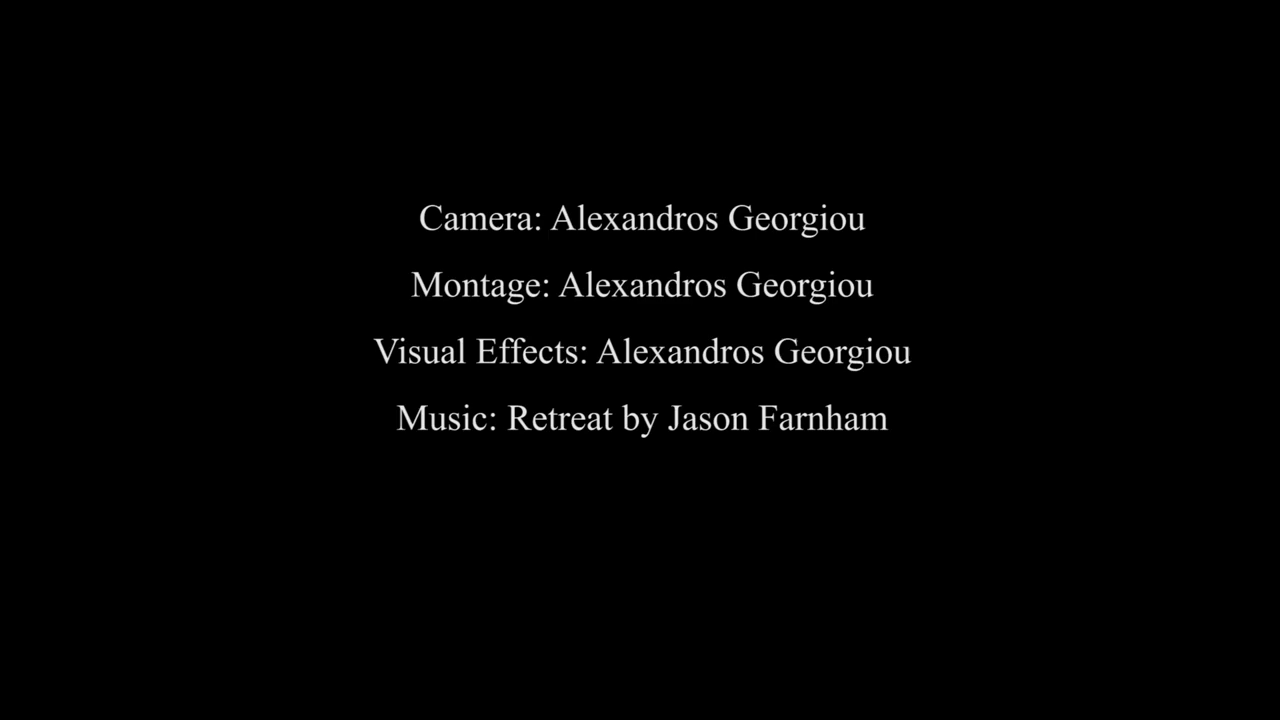 Camera: Alexandros Georgiou
Montage: Alexandros Georgiou
Visual Effects: Alexandros Georgiou
Music: Retreat by Jason Farnham